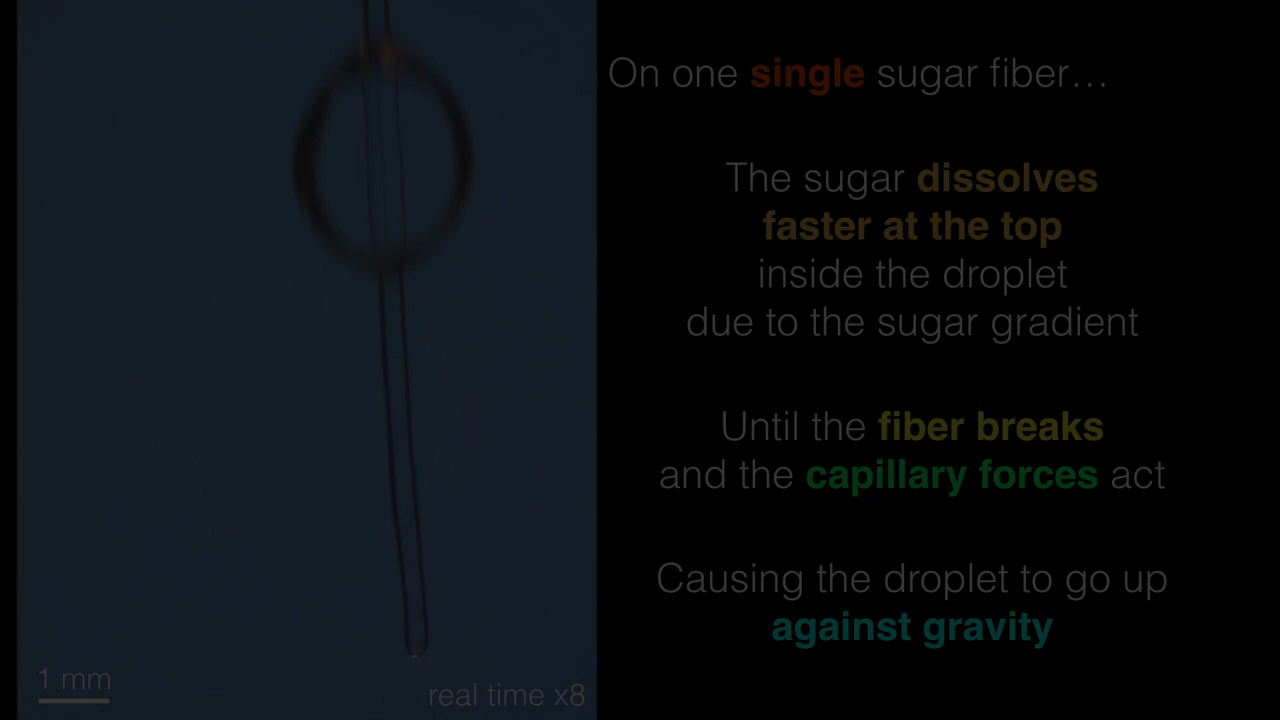 On one single sugar fiber…
The sugar dissolves
faster at the top
inside the droplet
due to the sugar gradient
Until the fiber breaks
and the capillary forces act
Causing the droplet to go up
against gravity
1 mm
real time x8